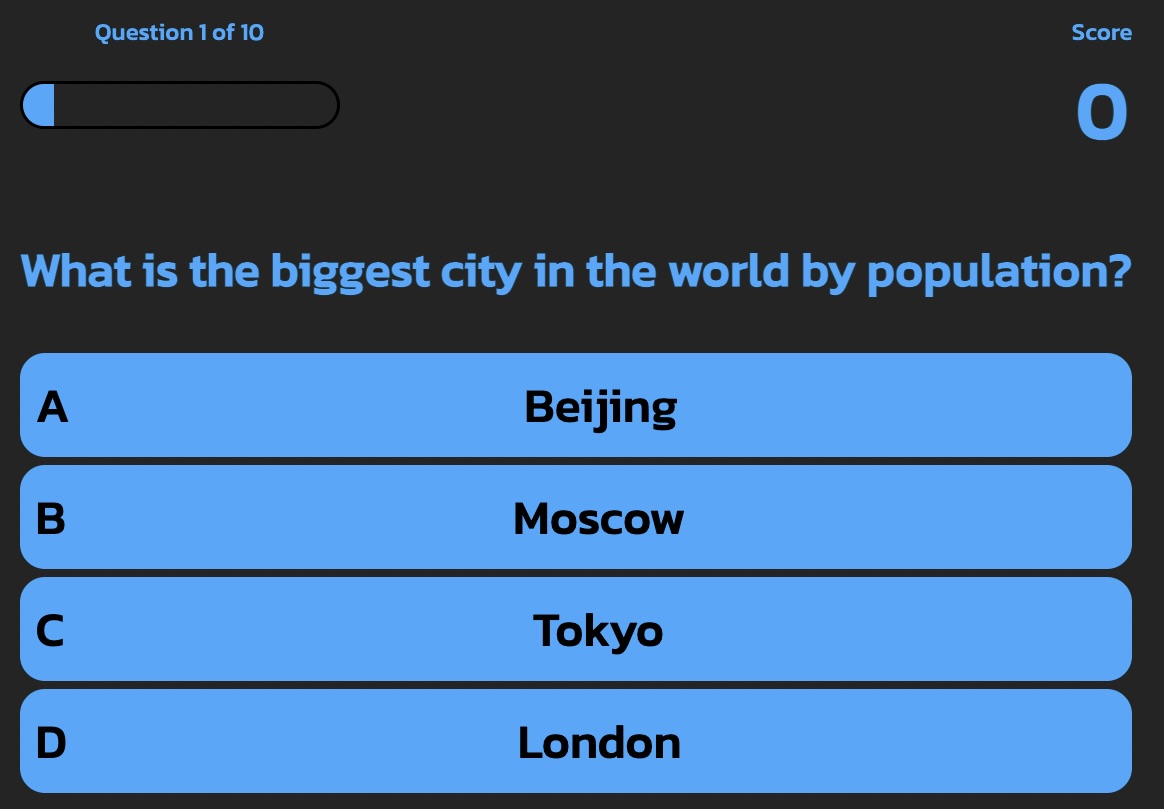 Question 1 of 10
Score
0
What is the biggest city in the world by population?
A Beijing
B Moscow
C Tokyo
D London